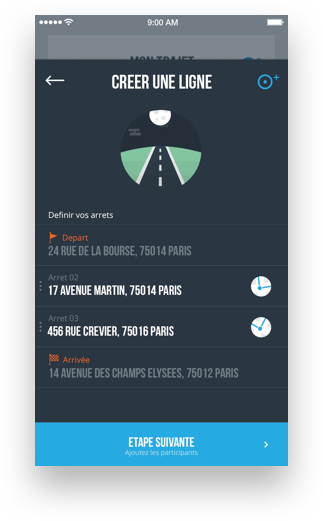 9:00 AM
MON TRAJET
CREER UNE LIGNE
Definir vos arrets
Depart
24 RUE DE LA BOURSE, 75014 PARIS
Arret 02
17 AVENUE MARTIN, 75014 PARIS
Arret 03
456 RUE CREVIER, 75016 PARIS
Arrivée
14 AVENUE DES CHAMPS ELYSEES, 75012 PARIS
ETAPE SUIVANTE
Ajoutez les participants